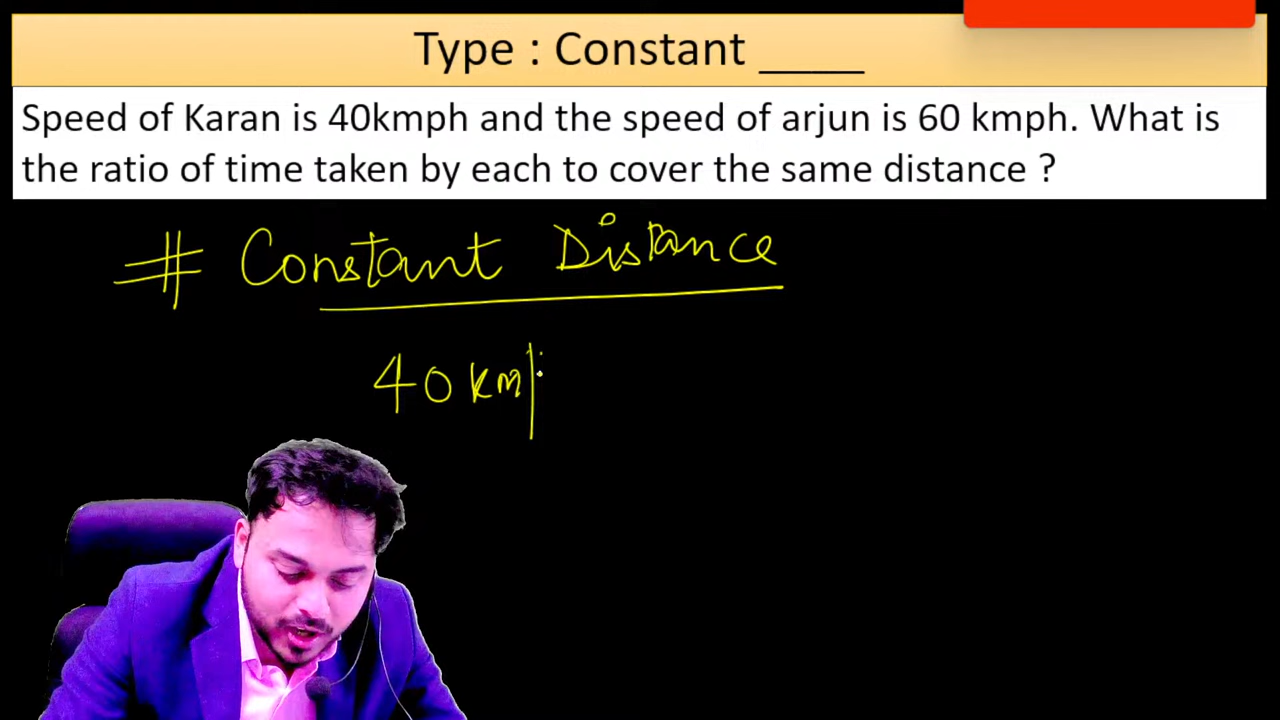 Type : Constant ____
Speed of Karan is 40kmph and the speed of arjun is 60 kmph. What is
the ratio of time taken by each to cover the same distance ?
# Constant Distance
40 km|